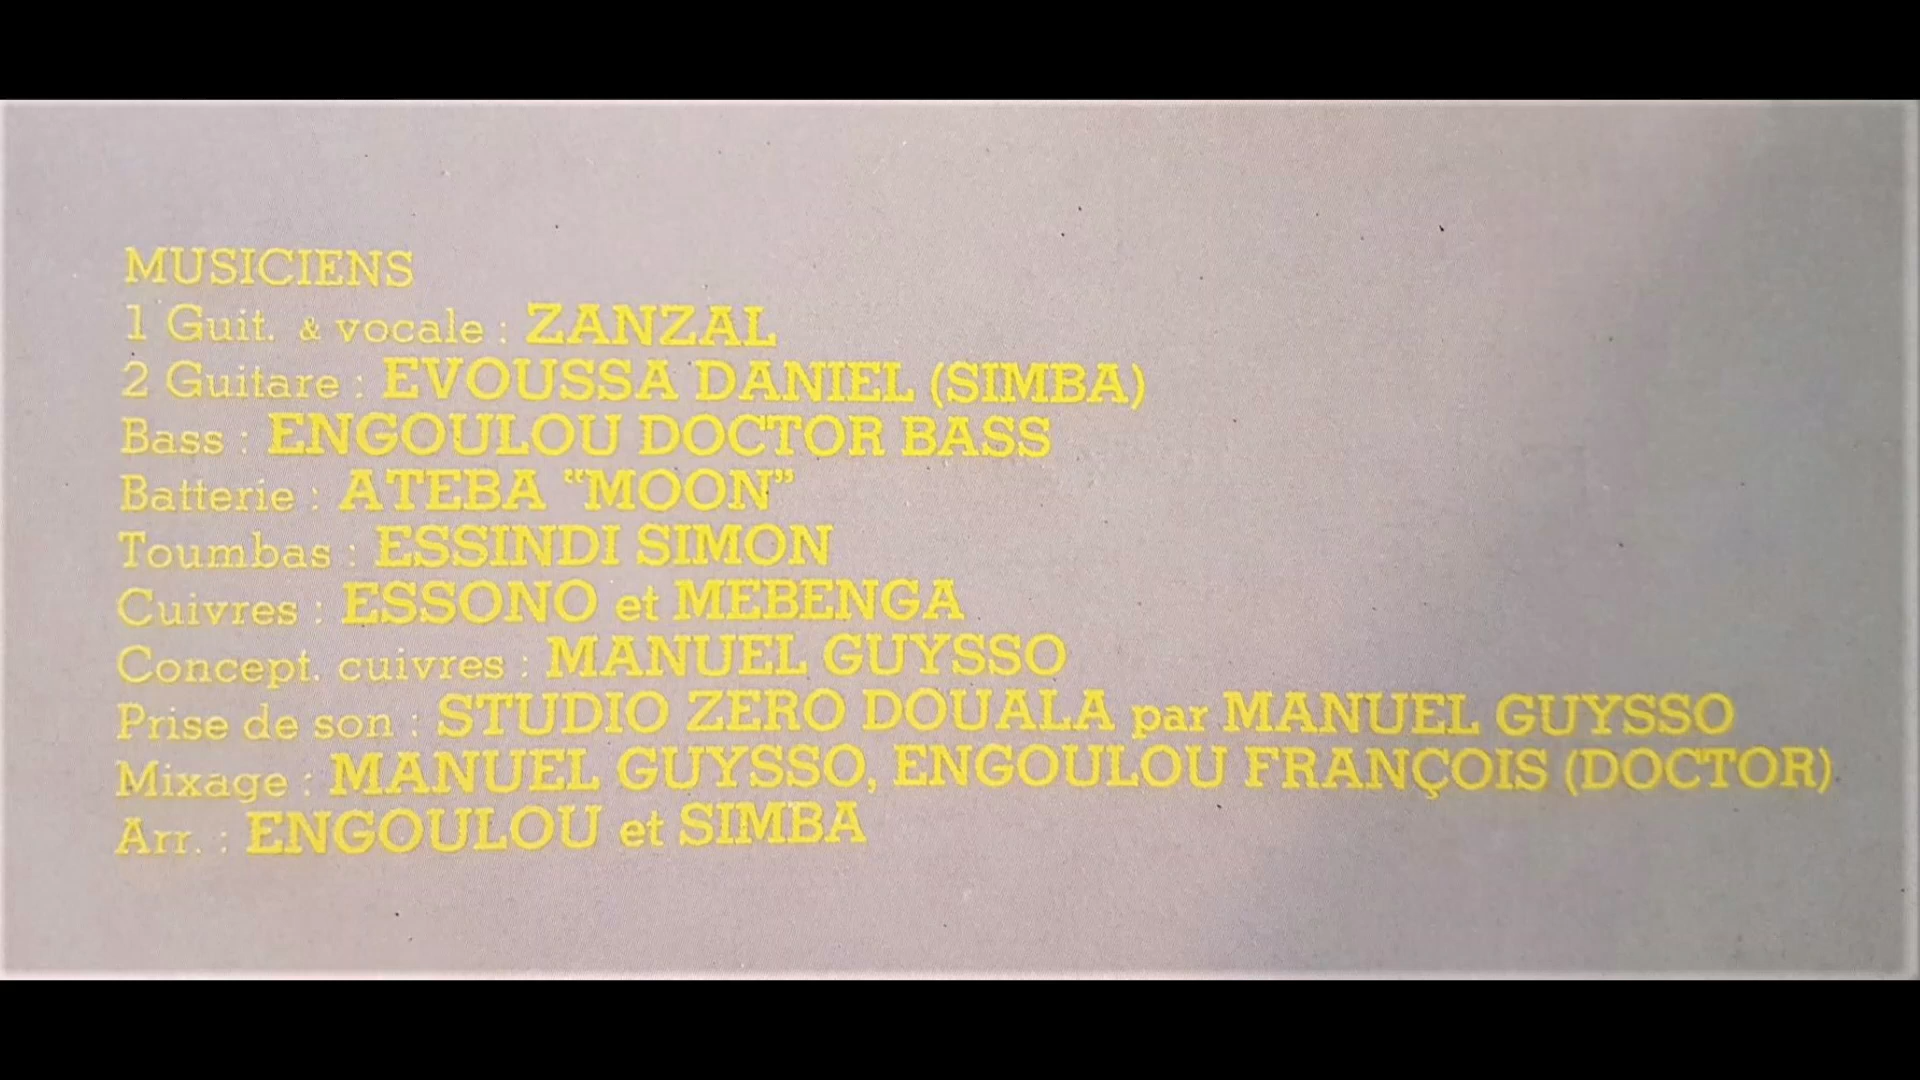 MUSICIENS
1 Guit. & vocale : ZANZAL
2 Guitare : EVOUSSA DANIEL (SIMBA)
Bass : ENGOULOU DOCTOR BASS
Batterie : ATEBA “MOON”
Toumbas : ESSINDI SIMON
Cuivres : ESSONO et MEBENGA
Concept. cuivres : MANUEL GUYSSO
Prise de son : STUDIO ZERO DOUALA par MANUEL GUYSSO
Mixage : MANUEL GUYSSO, ENGOULOU FRANÇOIS (DOCTOR)
Arr. : ENGOULOU et SIMBA